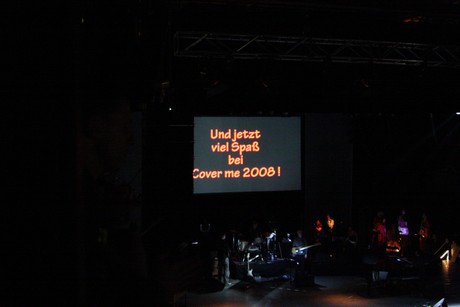 Und jetzt
viel Spaß
bei
Cover me 2008!